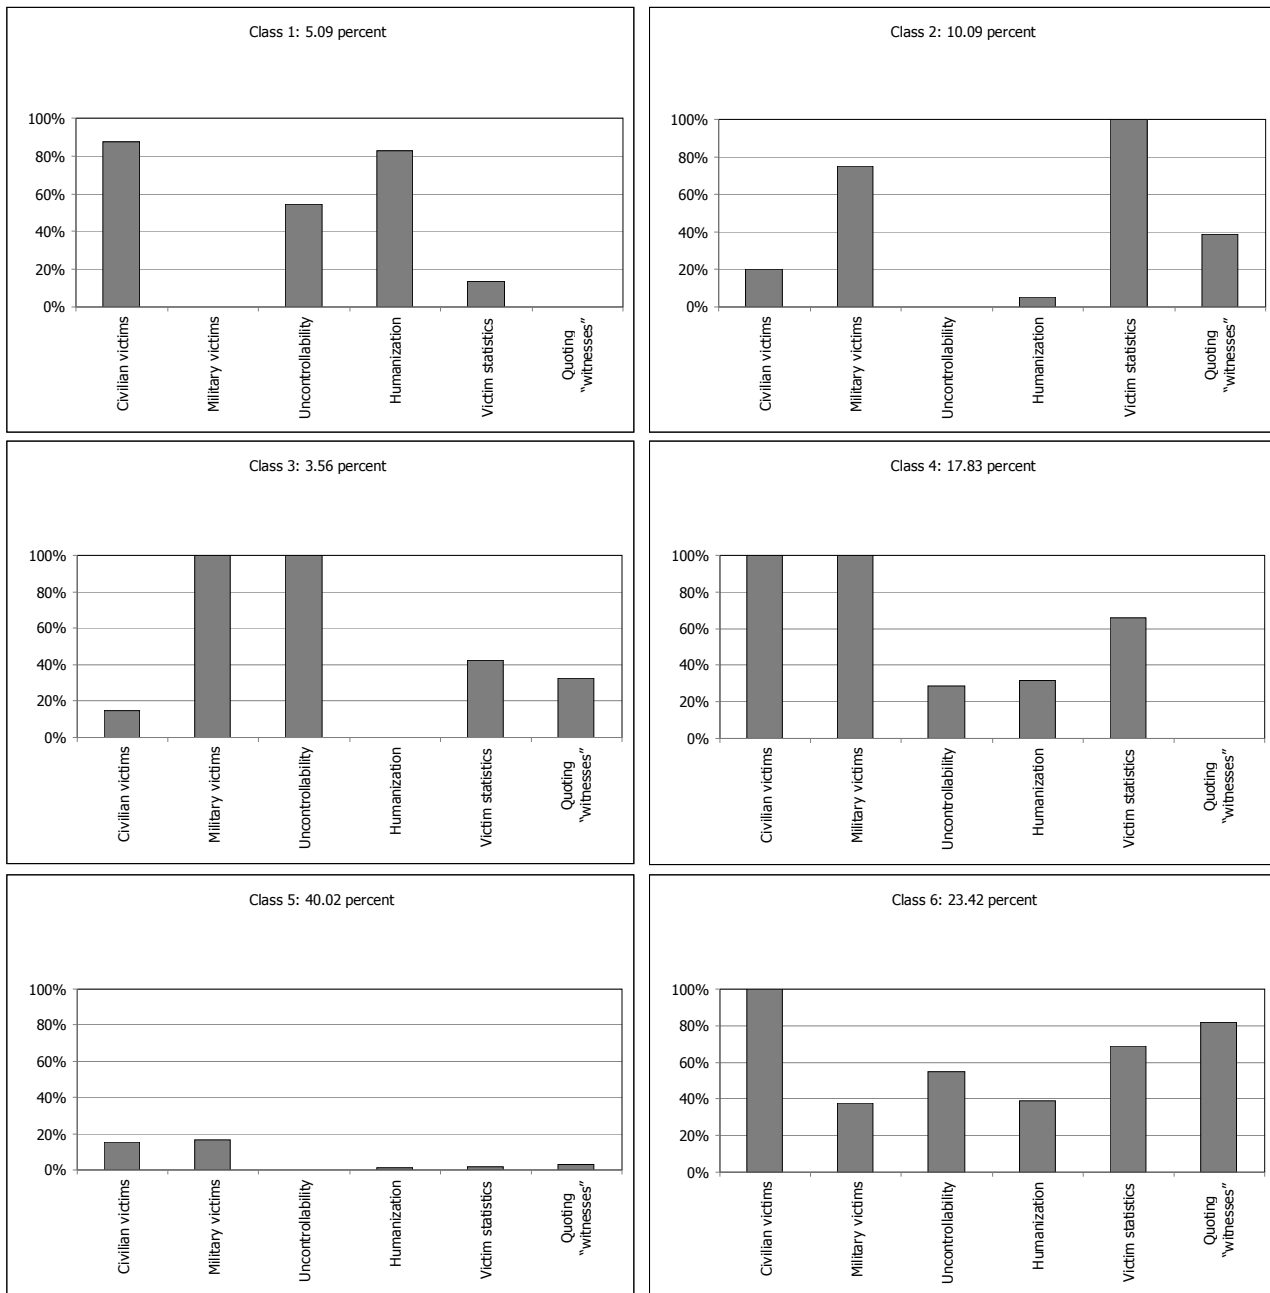 Class 1: 5.09 percent
100%
80%
60%
40%
20%
0%
Civilian victims
Military victims
Uncontrollability
Humanization
Victim statistics
Quoting
“witnesses”
Class 2: 10.09 percent
100%
80%
60%
40%
20%
0%
Civilian victims
Military victims
Uncontrollability
Humanization
Victim statistics
Quoting
“witnesses”
Class 3: 3.56 percent
100%
80%
60%
40%
20%
0%
Civilian victims
Military victims
Uncontrollability
Humanization
Victim statistics
Quoting
“witnesses”
Class 4: 17.83 percent
100%
80%
60%
40%
20%
0%
Civilian victims
Military victims
Uncontrollability
Humanization
Victim statistics
Quoting
“witnesses”
Class 5: 40.02 percent
100%
80%
60%
40%
20%
0%
Civilian victims
Military victims
Uncontrollability
Humanization
Victim statistics
Quoting
“witnesses”
Class 6: 23.42 percent
100%
80%
60%
40%
20%
0%
Civilian victims
Military victims
Uncontrollability
Humanization
Victim statistics
Quoting
“witnesses”